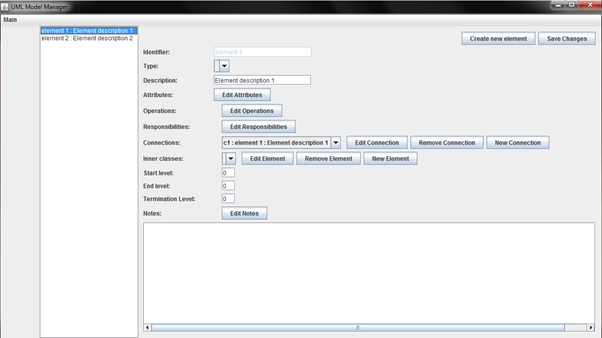 UML Model Manager
Main
element 1 : Element description 1
element 2 : Element description 2
Create new element Save Changes
Identifier: element 1
Type:
Description: Element description 1
Attributes: Edit Attributes
Operations: Edit Operations
Responsibilities: Edit Responsibilities
Connections: c1 : element 1 : Element description 1 Edit Connection Remove Connection New Connection
Inner classes: Edit Element Remove Element New Element
Start level: 0
End level: 0
Termination Level: 0
Notes: Edit Notes